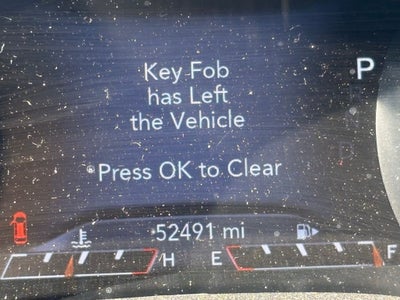 Key Fob
P
has Left
the Vehicle
Press OK to Clear
52491 mi
H E F